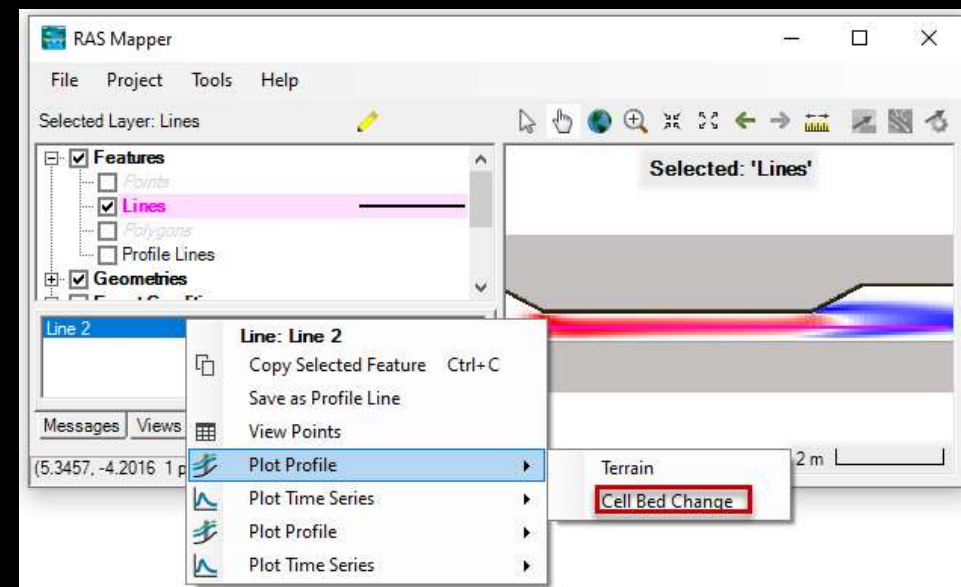 RAS Mapper
File Project Tools Help
Selected Layer: Lines
Features
Points
Lines
Polygons
Profile Lines
Geometries
Selected: 'Lines'
Line 2
Line: Line 2
Copy Selected Feature Ctrl+C
Save as Profile Line
View Points
Plot Profile
Plot Time Series
Plot Profile
Plot Time Series
Terrain
Cell Bed Change
Messages Views
(5.3457, -4.2016 1 p
2 m